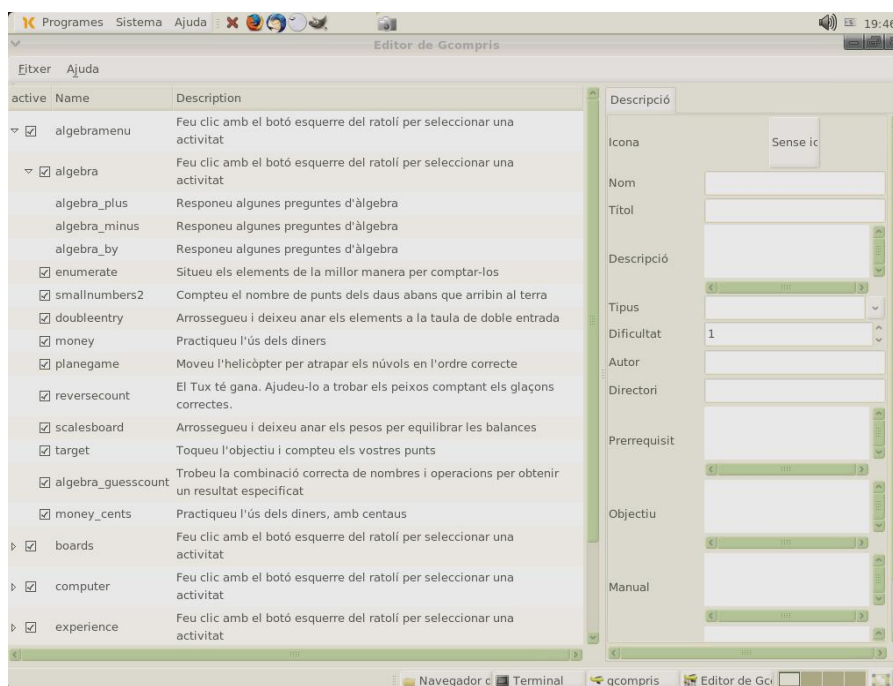 Programes Sistema Ajuda
19:46
Editor de Gcompris
Fitxer Ajuda
active Name Description
algebramenu Feu clic amb el botó esquerre del ratolí per seleccionar una
activitat
algebra Feu clic amb el botó esquerre del ratolí per seleccionar una
activitat
algebra_plus Responeu algunes preguntes d'àlgebra
algebra_minus Responeu algunes preguntes d'àlgebra
algebra_by Responeu algunes preguntes d'àlgebra
enumerate Situeu els elements de la millor manera per comptar-los
smallnumbers2 Compteu el nombre de punts dels daus abans que arribin al terra
doubleentry Arrossegueu i deixeu anar els elements a la taula de doble entrada
money Practiqueu l'ús dels diners
planegame Moveu l'helicòpter per atrapar els núvols en l'ordre correcte
reversecount El Tux té gana. Ajudeu-lo a trobar els peixos comptant els glaçons
correctes.
scalesboard Arrossegueu i deixeu anar els pesos per equilibrar les balances
target Toqueu l'objectiu i compteu els vostres punts
algebra_guesscount Trobeu la combinació correcta de nombres i operacions per obtenir
un resultat especificat
money_cents Practiqueu l'ús dels diners, amb centaus
boards Feu clic amb el botó esquerre del ratolí per seleccionar una
activitat
computer Feu clic amb el botó esquerre del ratolí per seleccionar una
activitat
experience Feu clic amb el botó esquerre del ratolí per seleccionar una
activitat
Descripció
Icona Sense ic
Nom
Títol
Descripció
Tipus
Dificultat 1
Autor
Directori
Prerrequisit
Objectiu
Manual
Navegador d Terminal gcompris Editor de Gc